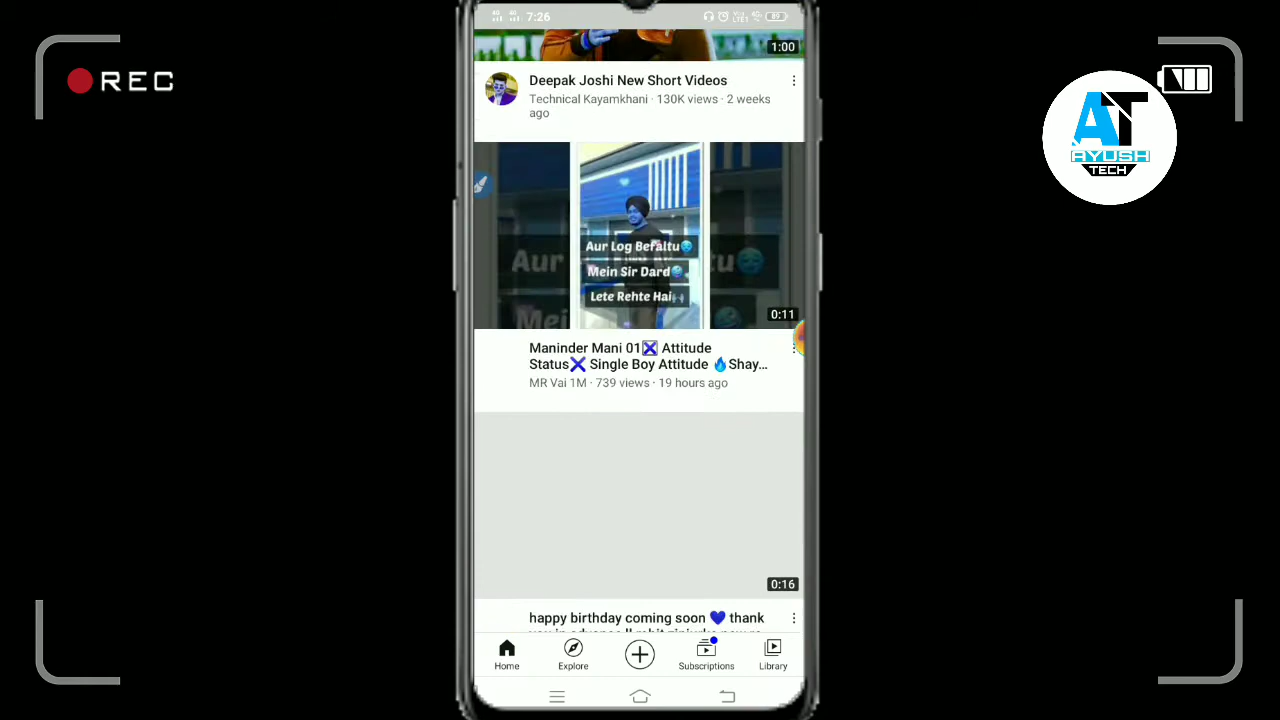 REC
AT
AYUSH
TECH
7:26
89
1:00
Deepak Joshi New Short Videos
Technical Kayamkhani · 130K views · 2 weeks
ago
Aur Log Befaltu😪
Mein Sir Dard🤣
Lete Rehte Hai
0:11
Maninder Mani 01❎ Attitude
Status❌ Single Boy Attitude 🔥Shay...
MR Vai 1M · 739 views · 19 hours ago
0:16
happy birthday coming soon 💙 thank
Home
Explore
Subscriptions
Library